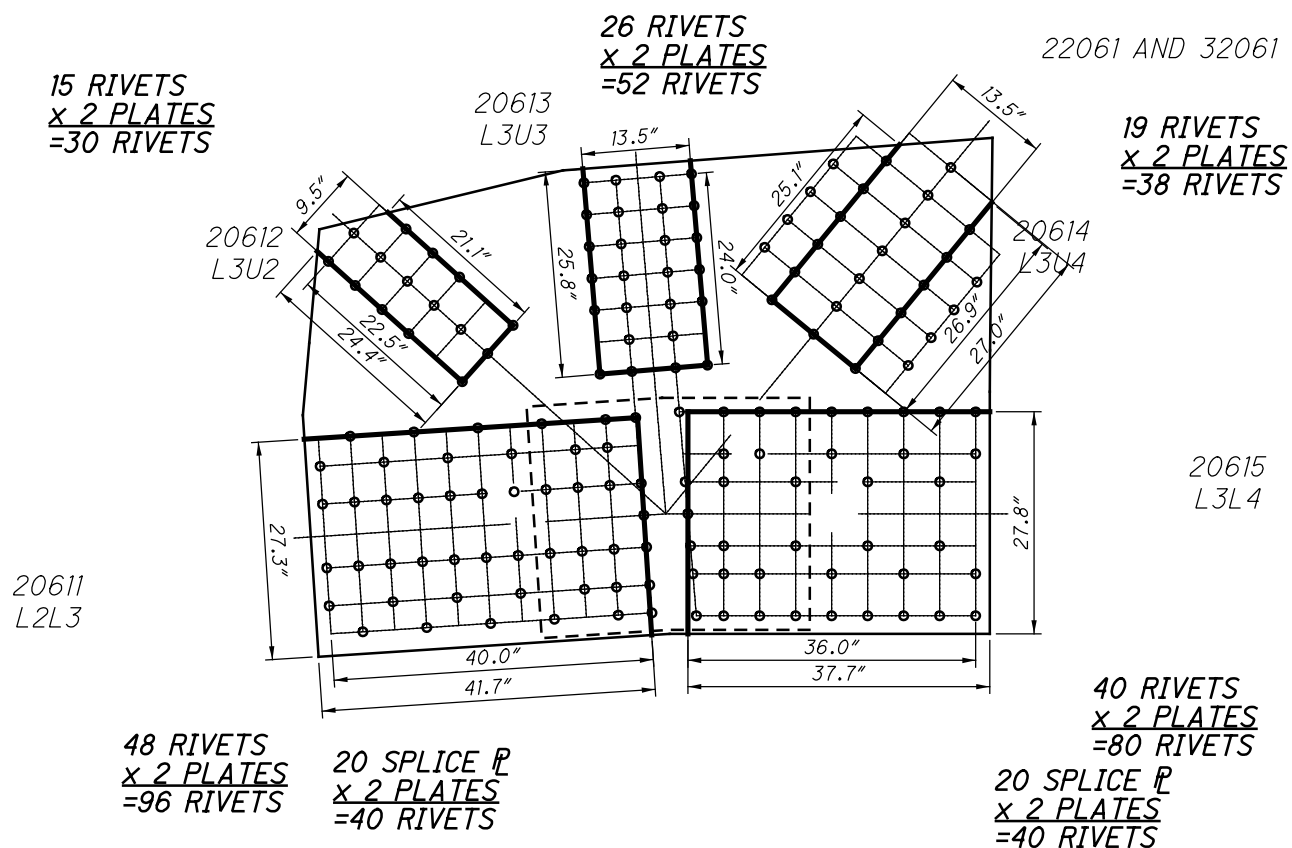 26 RIVETS
x 2 PLATES
=52 RIVETS
22061 AND 32061
15 RIVETS
x 2 PLATES
=30 RIVETS
20613
L3U3
13.5"
13.5"
19 RIVETS
x 2 PLATES
=38 RIVETS
9.5"
20612
L3U2
21.1"
22.5"
24.4"
25.8"
24.0"
25.1"
20614
L3U4
26.9"
27.0"
20611
L2L3
27.3"
20615
L3L4
27.8"
40.0"
41.7"
36.0"
37.7"
48 RIVETS
x 2 PLATES
=96 RIVETS
20 SPLICE PL
x 2 PLATES
=40 RIVETS
40 RIVETS
x 2 PLATES
=80 RIVETS
20 SPLICE PL
x 2 PLATES
=40 RIVETS